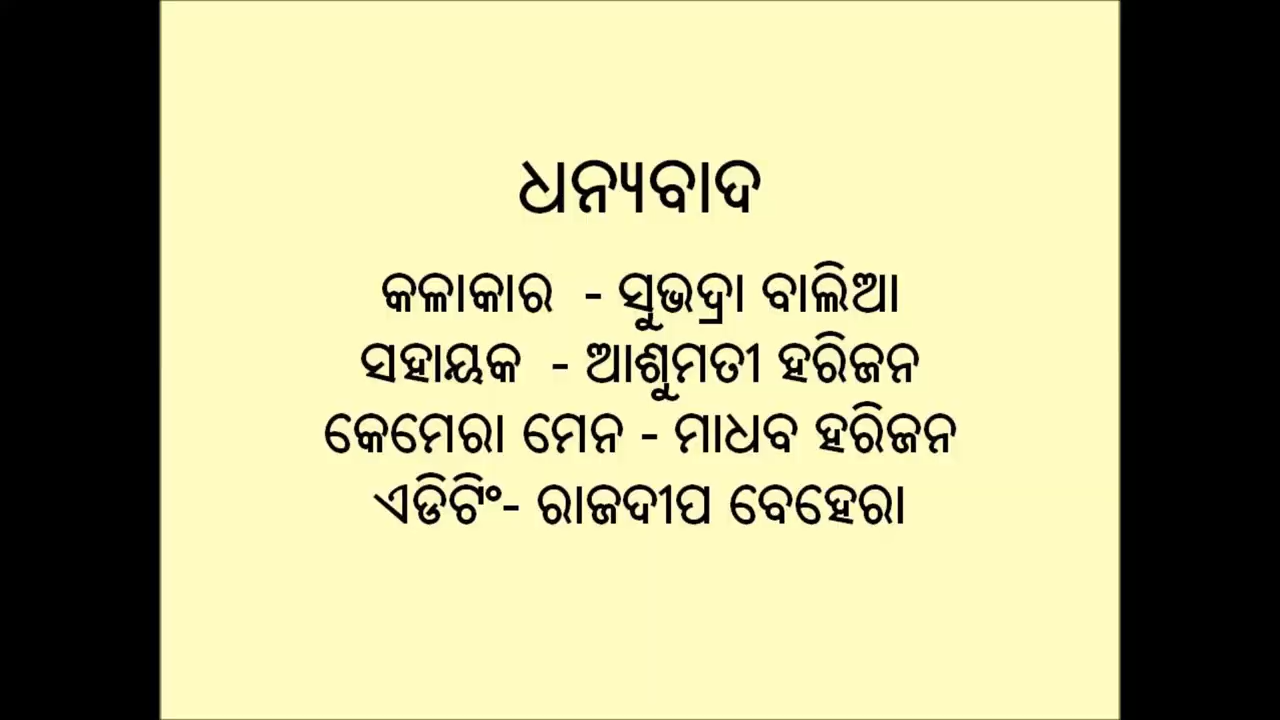 ଧନ୍ୟବାଦ
କଳାକାର - ସୁଭଦ୍ରା ବାଲିଆ
ସହାୟକ - ଆଶୁମତୀ ହରିଜନ
କେମେରା ମେନ - ମାଧବ ହରିଜନ
ଏଡିଟିଂ- ରାଜଦୀପ ବେହେରା